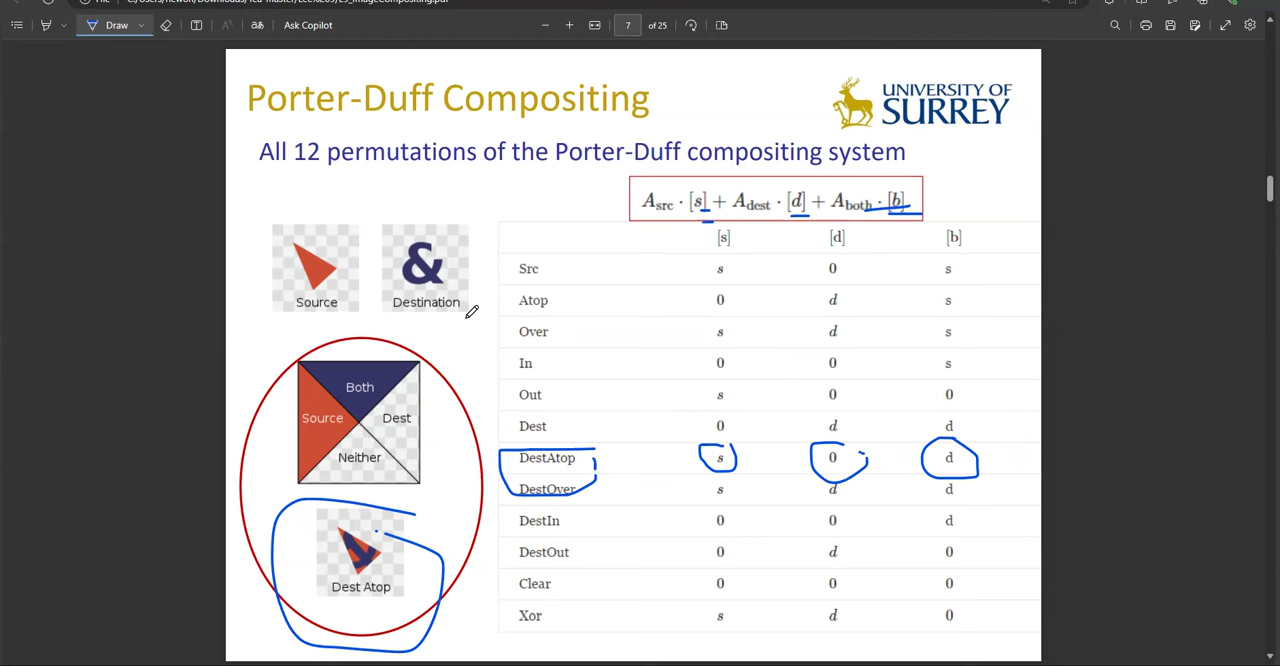 Draw
aあ
Ask Copilot
7
of 25
Porter-Duff Compositing
UNIVERSITY OF
SURREY
All 12 permutations of the Porter-Duff compositing system
A_src · [s] + A_dest · [d] + A_both · [b]
[s] [d] [b]
Src s 0 s
Atop 0 d s
Over s d s
In 0 0 s
Out s 0 0
Dest 0 d d
DestAtop s 0 d
DestOver s d d
DestIn 0 0 d
DestOut 0 d 0
Clear 0 0 0
Xor s d 0
Source
&
Destination
Both
Source
Dest
Neither
Dest Atop